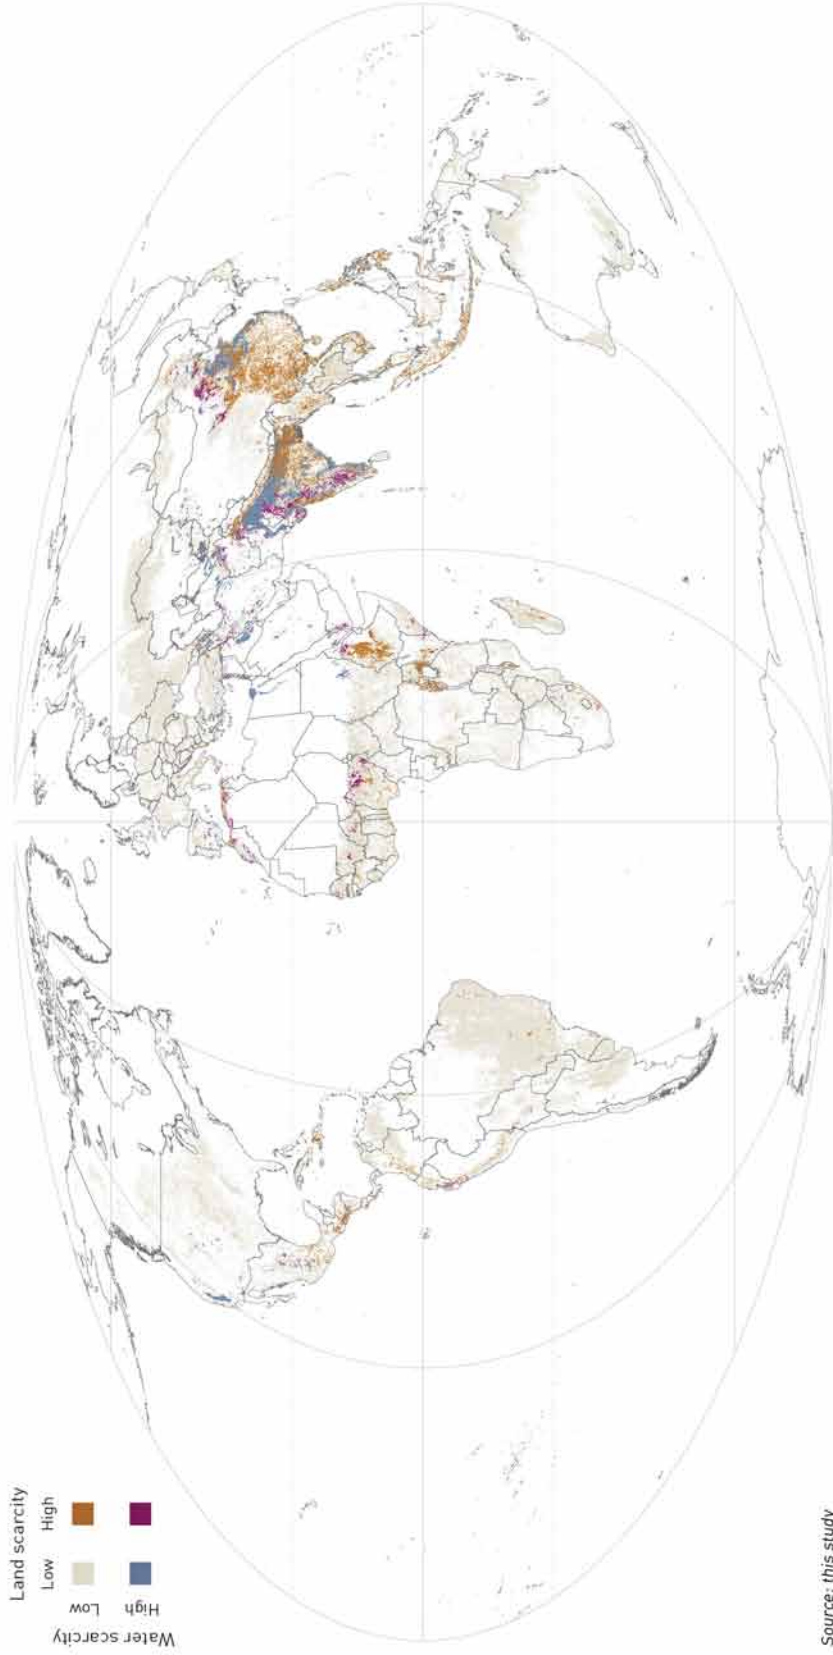 Land scarcity
Low High
Water scarcity
Low
High
Source: this study